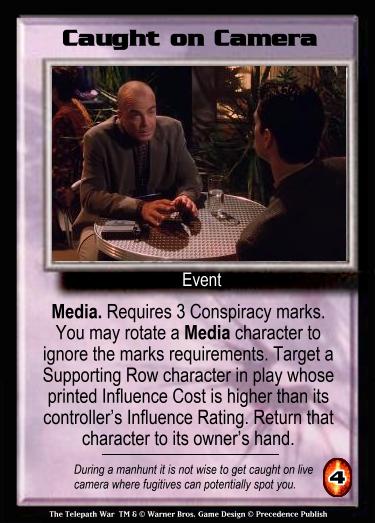 Caught on Camera
Event
Media. Requires 3 Conspiracy marks.
You may rotate a Media character to
ignore the marks requirements. Target a
Supporting Row character in play whose
printed Influence Cost is higher than its
controller's Influence Rating. Return that
character to its owner's hand.
During a manhunt it is not wise to get caught on live
camera where fugitives can potentially spot you.
4
The Telepath War TM & © Warner Bros. Game Design © Precedence Publish